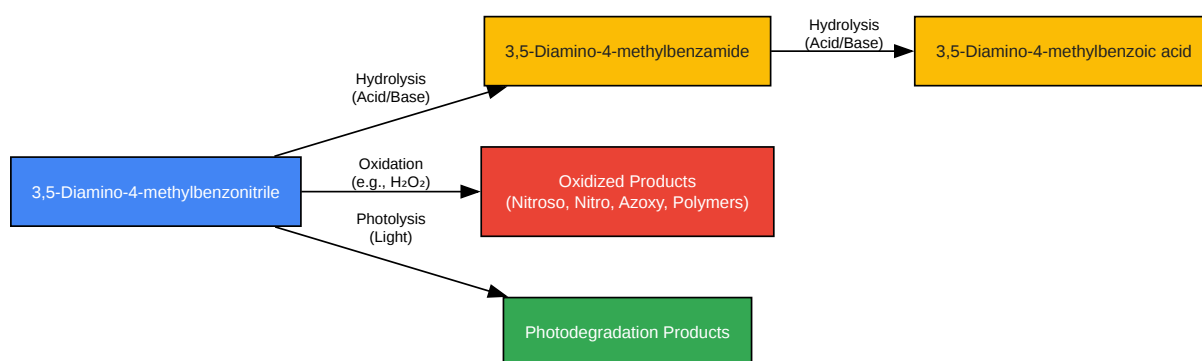 3,5-Diamino-4-methylbenzamide
Hydrolysis
(Acid/Base)
3,5-Diamino-4-methylbenzoic acid
Hydrolysis
(Acid/Base)
3,5-Diamino-4-methylbenzonitrile
Oxidation
(e.g., H₂O₂)
Oxidized Products
(Nitroso, Nitro, Azoxy, Polymers)
Photolysis
(Light)
Photodegradation Products